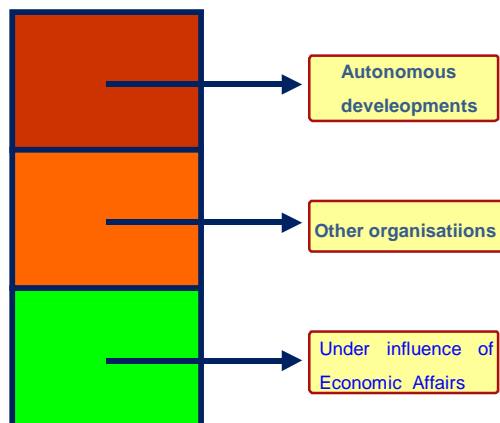 Autonomous
develeopments
Other organisatiions
Under influence of
Economic Affairs